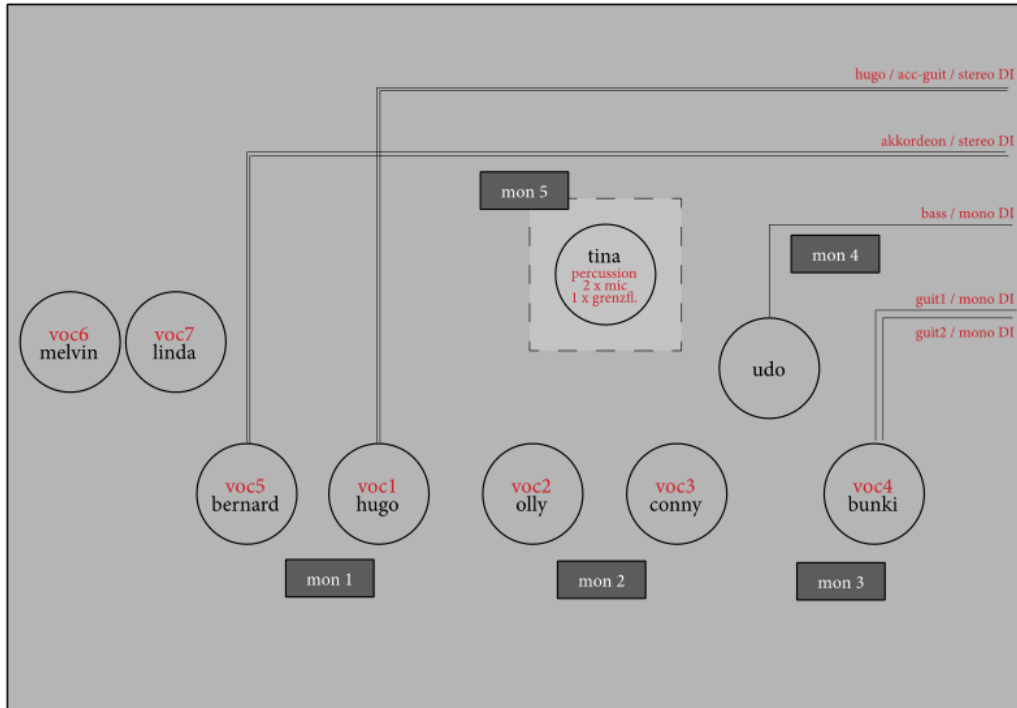 hugo / acc-guit / stereo DI
akkordeon / stereo DI
mon 5
bass / mono DI
mon 4
tina
percussion
2 x mic
1 x grenzfl.
guit1 / mono DI
guit2 / mono DI
voc6
melvin
voc7
linda
udo
voc5
bernard
voc1
hugo
voc2
olly
voc3
conny
voc4
bunki
mon 1
mon 2
mon 3